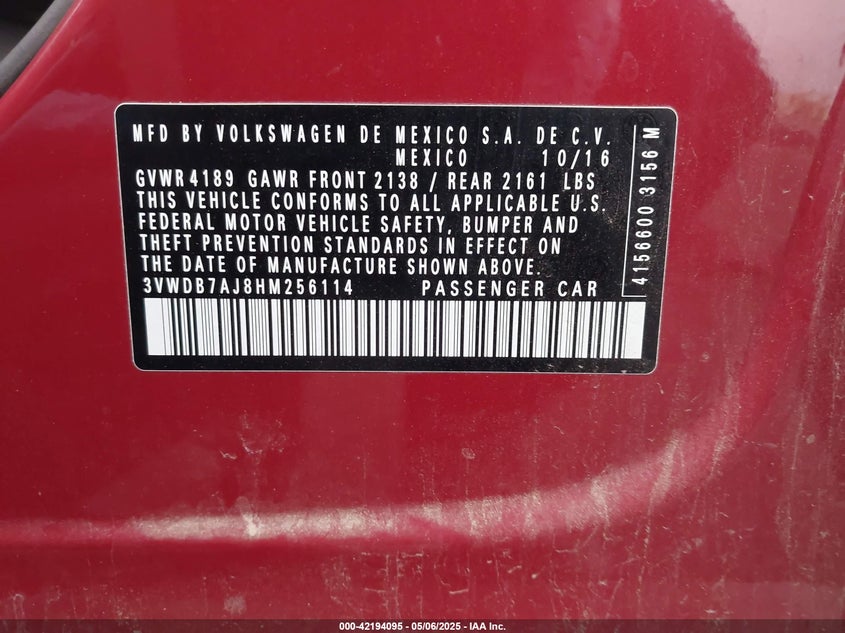 MFD BY VOLKSWAGEN DE MEXICO S.A. DE C.V.
MEXICO 10/16
GVWR 4189 GAWR FRONT 2138 / REAR 2161 LBS
THIS VEHICLE CONFORMS TO ALL APPLICABLE U.S.
FEDERAL MOTOR VEHICLE SAFETY, BUMPER AND
THEFT PREVENTION STANDARDS IN EFFECT ON
THE DATE OF MANUFACTURE SHOWN ABOVE.
3VWDB7AJ8HM256114 PASSENGER CAR
4156600 3156 M
000-42194095 - 05/06/2025 - IAA Inc.